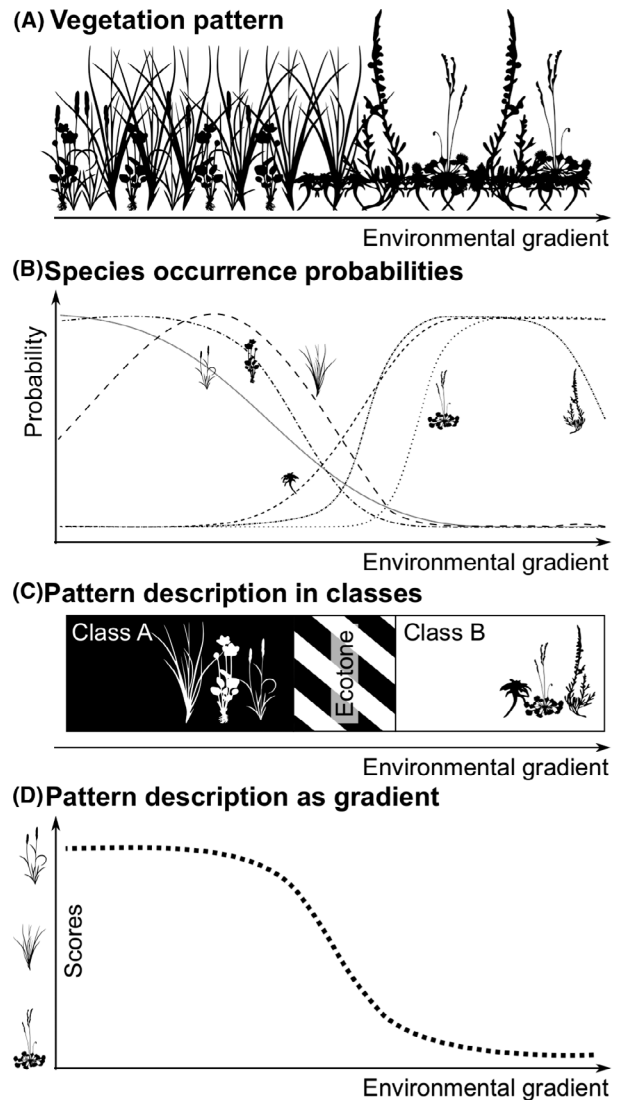 (A) Vegetation pattern
Environmental gradient
(B)Species occurrence probabilities
Probability
Environmental gradient
(C)Pattern description in classes
Class A
Ecotone
Class B
Environmental gradient
(D)Pattern description as gradient
Scores
Environmental gradient